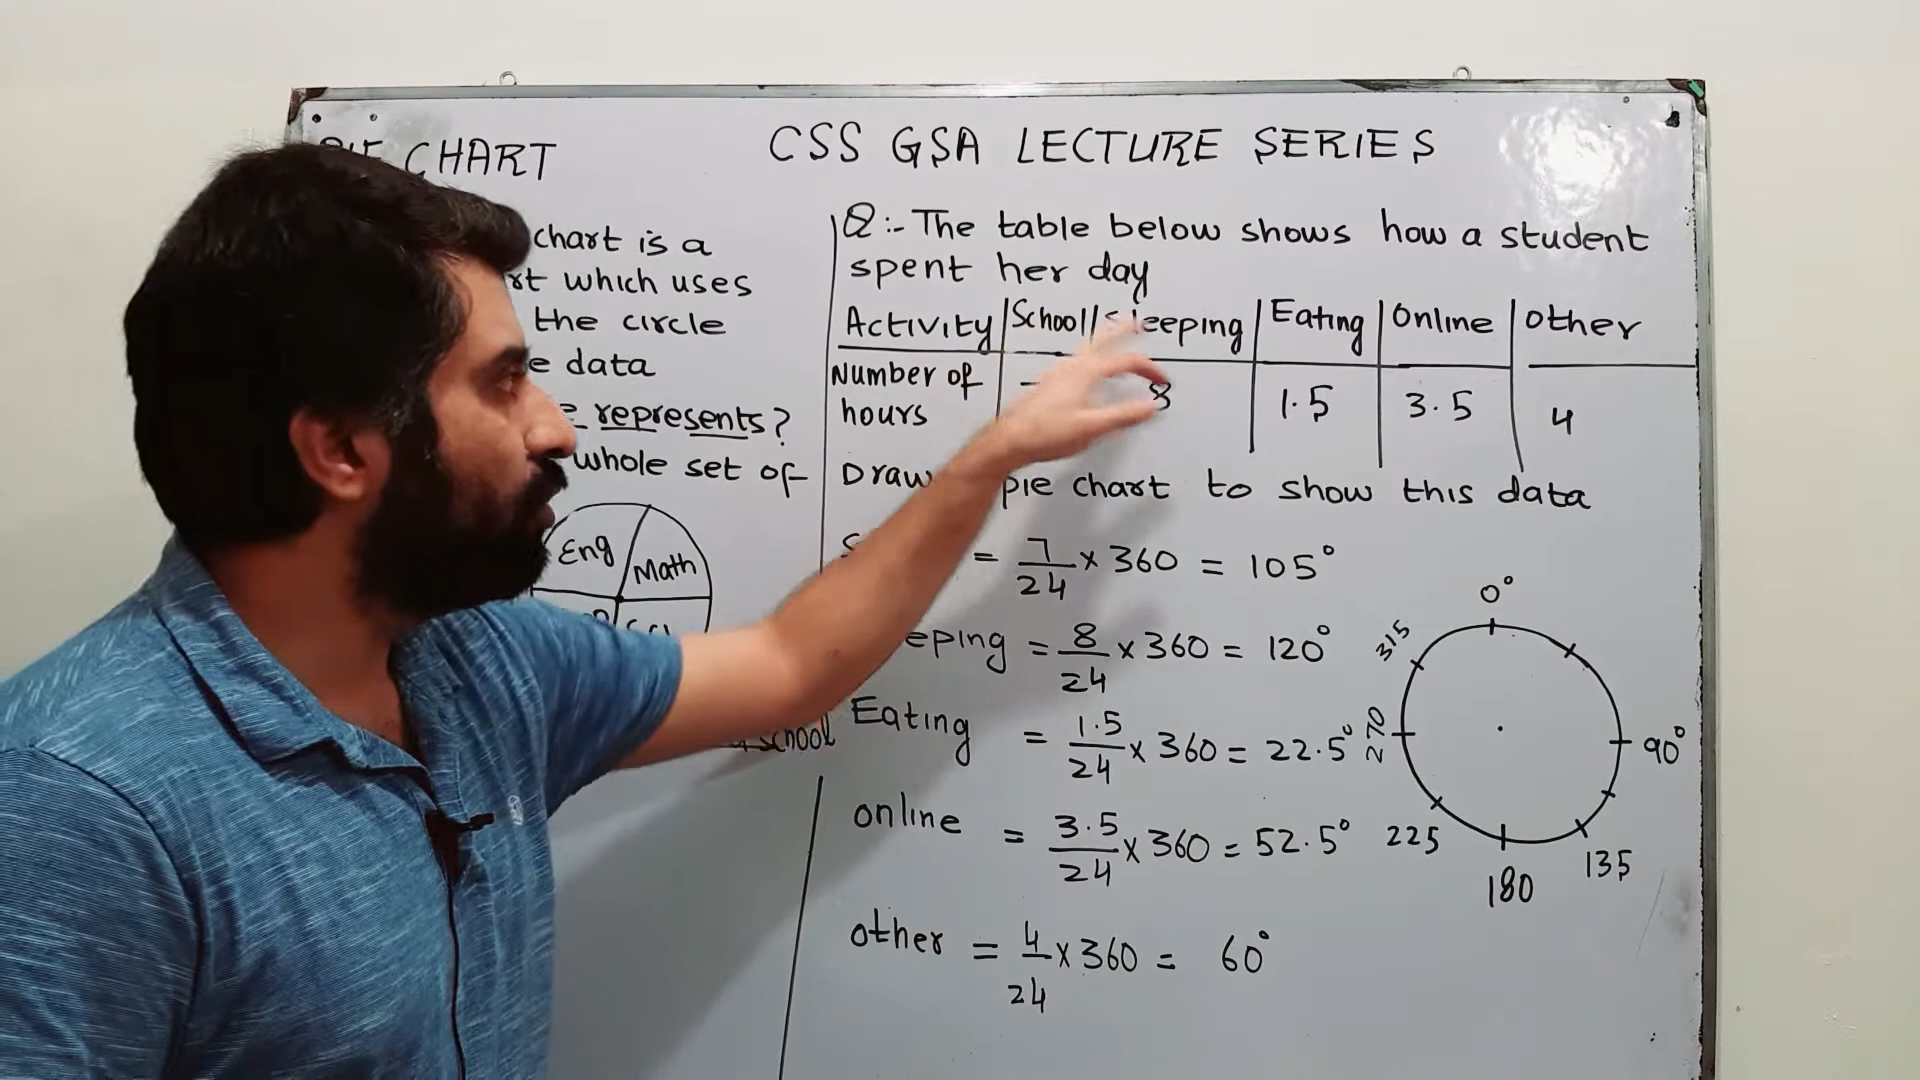 CHART
CSS GSA LECTURE SERIES
chart is a
which uses
the circle
data
represents?
whole set of
Eng
Math
school
Q:- The table below shows how a student
spent her day
Activity School Sleeping Eating Online other
Number of
hours 8 1.5 3.5 4
Draw pie chart to show this data
= 7/24 x 360 = 105°
= 8/24 x 360 = 120°
Eating = 1.5/24 x 360 = 22.5°
online = 3.5/24 x 360 = 52.5°
other = 4/24 x 360 = 60°
0°
315
270
90°
225
135
180